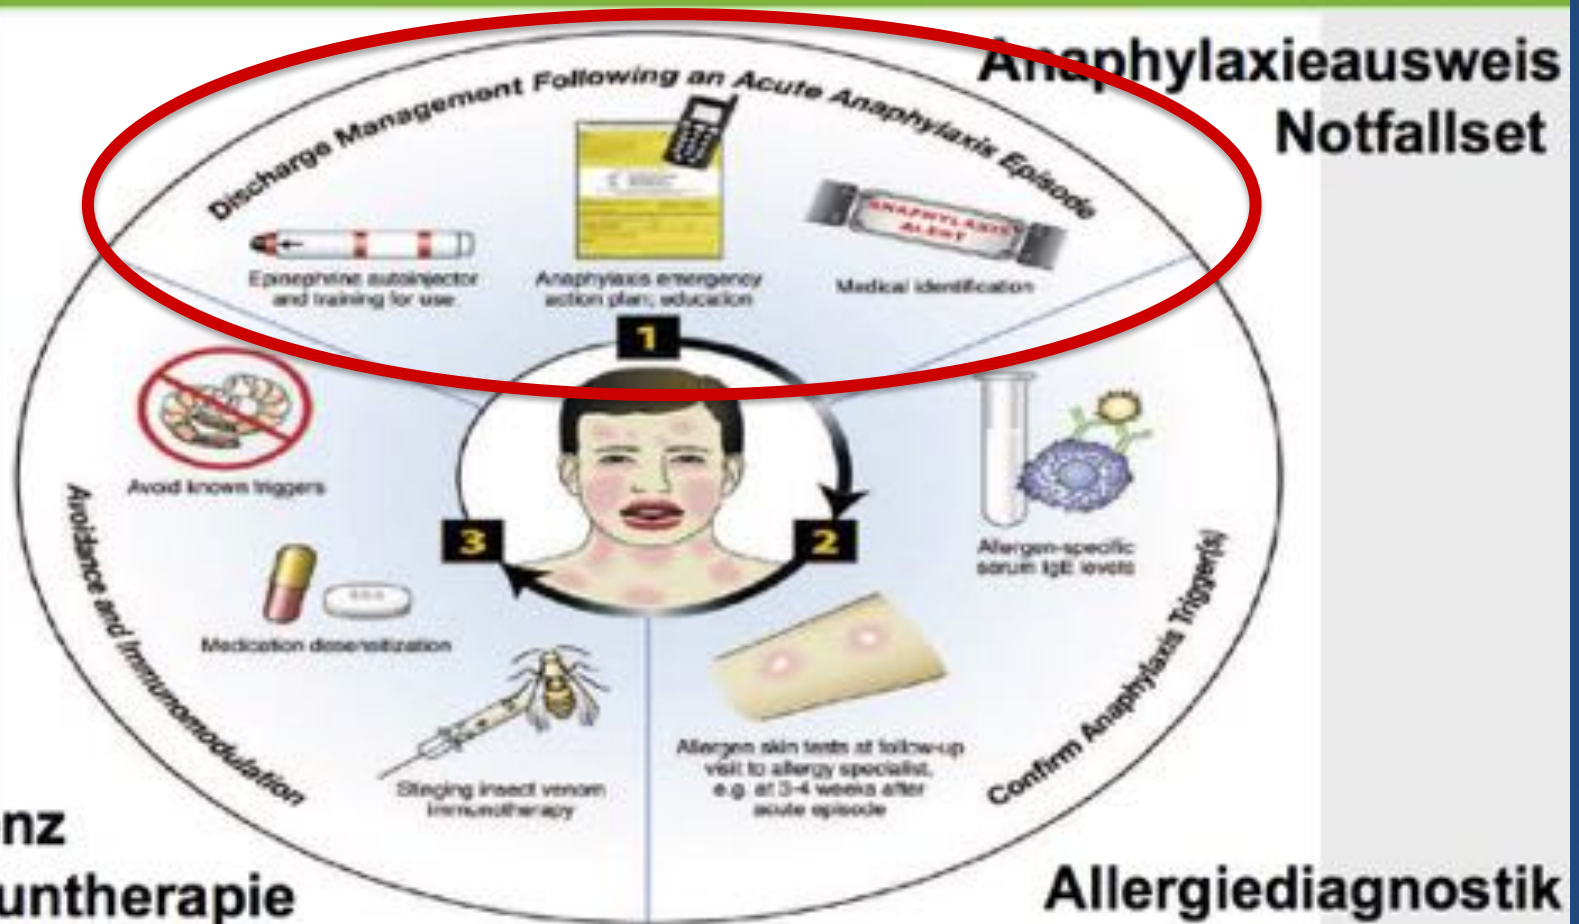 Anaphylaxieausweis
Notfallset
Discharge Management Following an Acute Anaphylaxis Episode
Epinephrine autoinjector
and training for use
Anaphylaxis emergency
action plan; education
ANAPHYLAXIS
ALERT
Medical identification
1
2
3
Avoid known triggers
Medication desensitization
Stinging insect venom
immunotherapy
Avoidance and Immunomodulation
Allergen-specific
serum IgE levels
Allergen skin tests at follow-up
visit to allergy specialist,
e.g. at 3-4 weeks after
acute episode
Confirm Anaphylaxis Trigger(s)
nz
untherapie
Allergiediagnostik